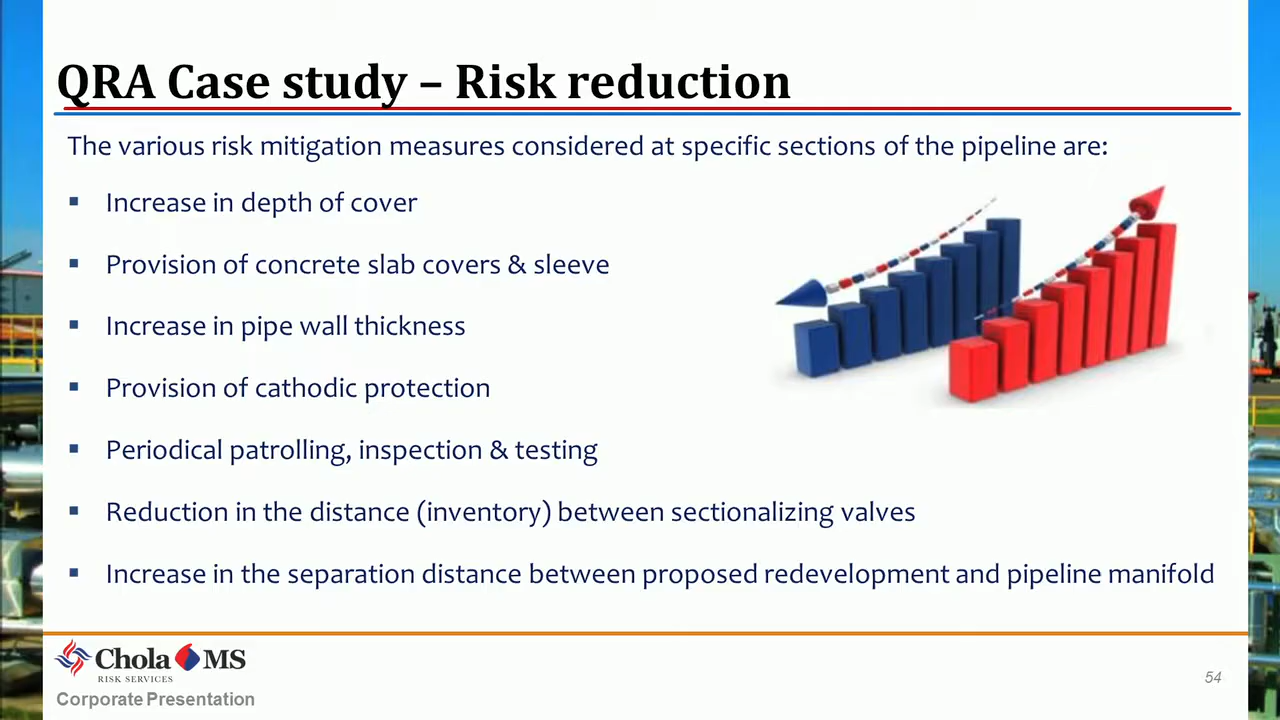 QRA Case study – Risk reduction
The various risk mitigation measures considered at specific sections of the pipeline are:
▪ Increase in depth of cover
▪ Provision of concrete slab covers & sleeve
▪ Increase in pipe wall thickness
▪ Provision of cathodic protection
▪ Periodical patrolling, inspection & testing
▪ Reduction in the distance (inventory) between sectionalizing valves
▪ Increase in the separation distance between proposed redevelopment and pipeline manifold
Chola MS
RISK SERVICES
Corporate Presentation
54